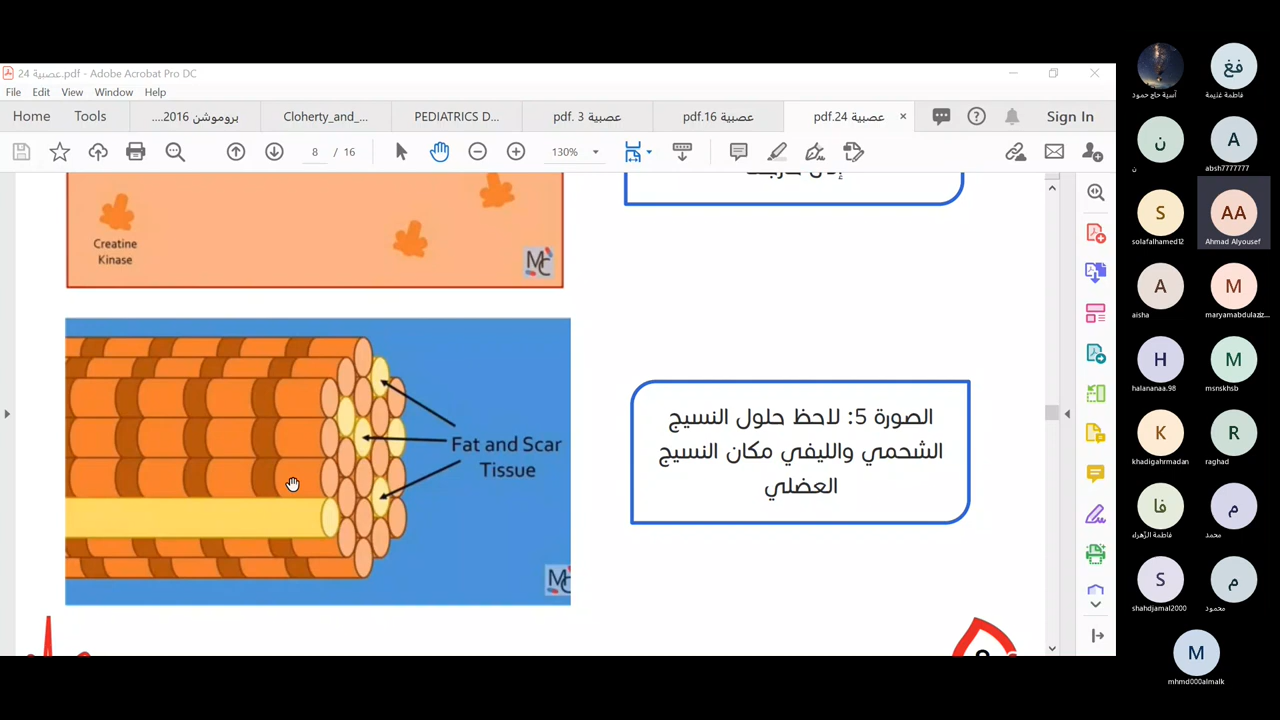 عصبية 24.pdf - Adobe Acrobat Pro DC
File Edit View Window Help
Home Tools بروموشن 2016.... Cloherty_and_... PEDIATRICS D... عصبية 3 .pdf عصبية 16.pdf عصبية 24.pdf × Sign In
8 / 16 130%
Creatine
Kinase
MC
Fat and Scar
Tissue
MC
الصورة 5: لاحظ حلول النسيج
الشحمي والليفي مكان النسيج
العضلي
آسية حاج حمود
فغ
فاطمة غنيمة
ن
ن
A
absh7777777
S
solafalhamed12
AA
Ahmad Alyousef
A
aisha
M
maryamabdulaziz...
H
halananaa.98
M
msnskhsb
K
khadigahrmadan
R
raghad
فا
فاطمة الزهراء
م
محمد
S
shahdjamal2000
م
محمود
M
mhmd000almalk